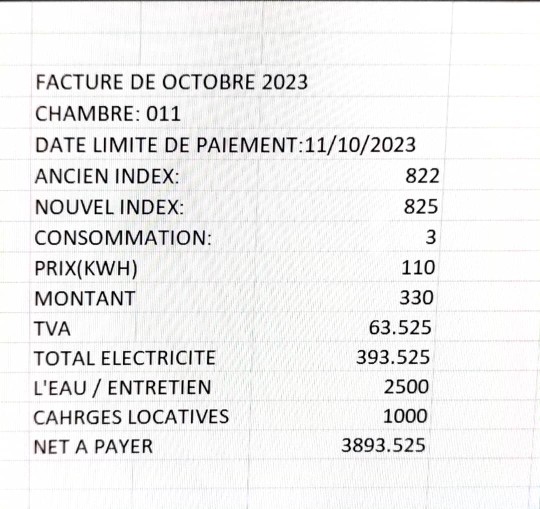 FACTURE DE OCTOBRE 2023
CHAMBRE: 011
DATE LIMITE DE PAIEMENT:11/10/2023
ANCIEN INDEX: 822
NOUVEL INDEX: 825
CONSOMMATION: 3
PRIX(KWH) 110
MONTANT 330
TVA 63.525
TOTAL ELECTRICITE 393.525
L'EAU / ENTRETIEN 2500
CAHRGES LOCATIVES 1000
NET A PAYER 3893.525